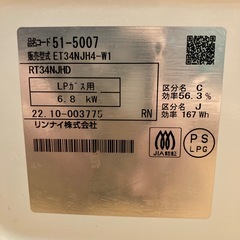 品名コード 51-5007
販売型式 ET34NJH4-W1
RT34NJHD
LPガス用
6.8 kW
区分名 C
効率56.3%
区分名 J
効率 167 Wh
22.10-003775 RN
リンナイ株式会社
JIA
PS
LPG